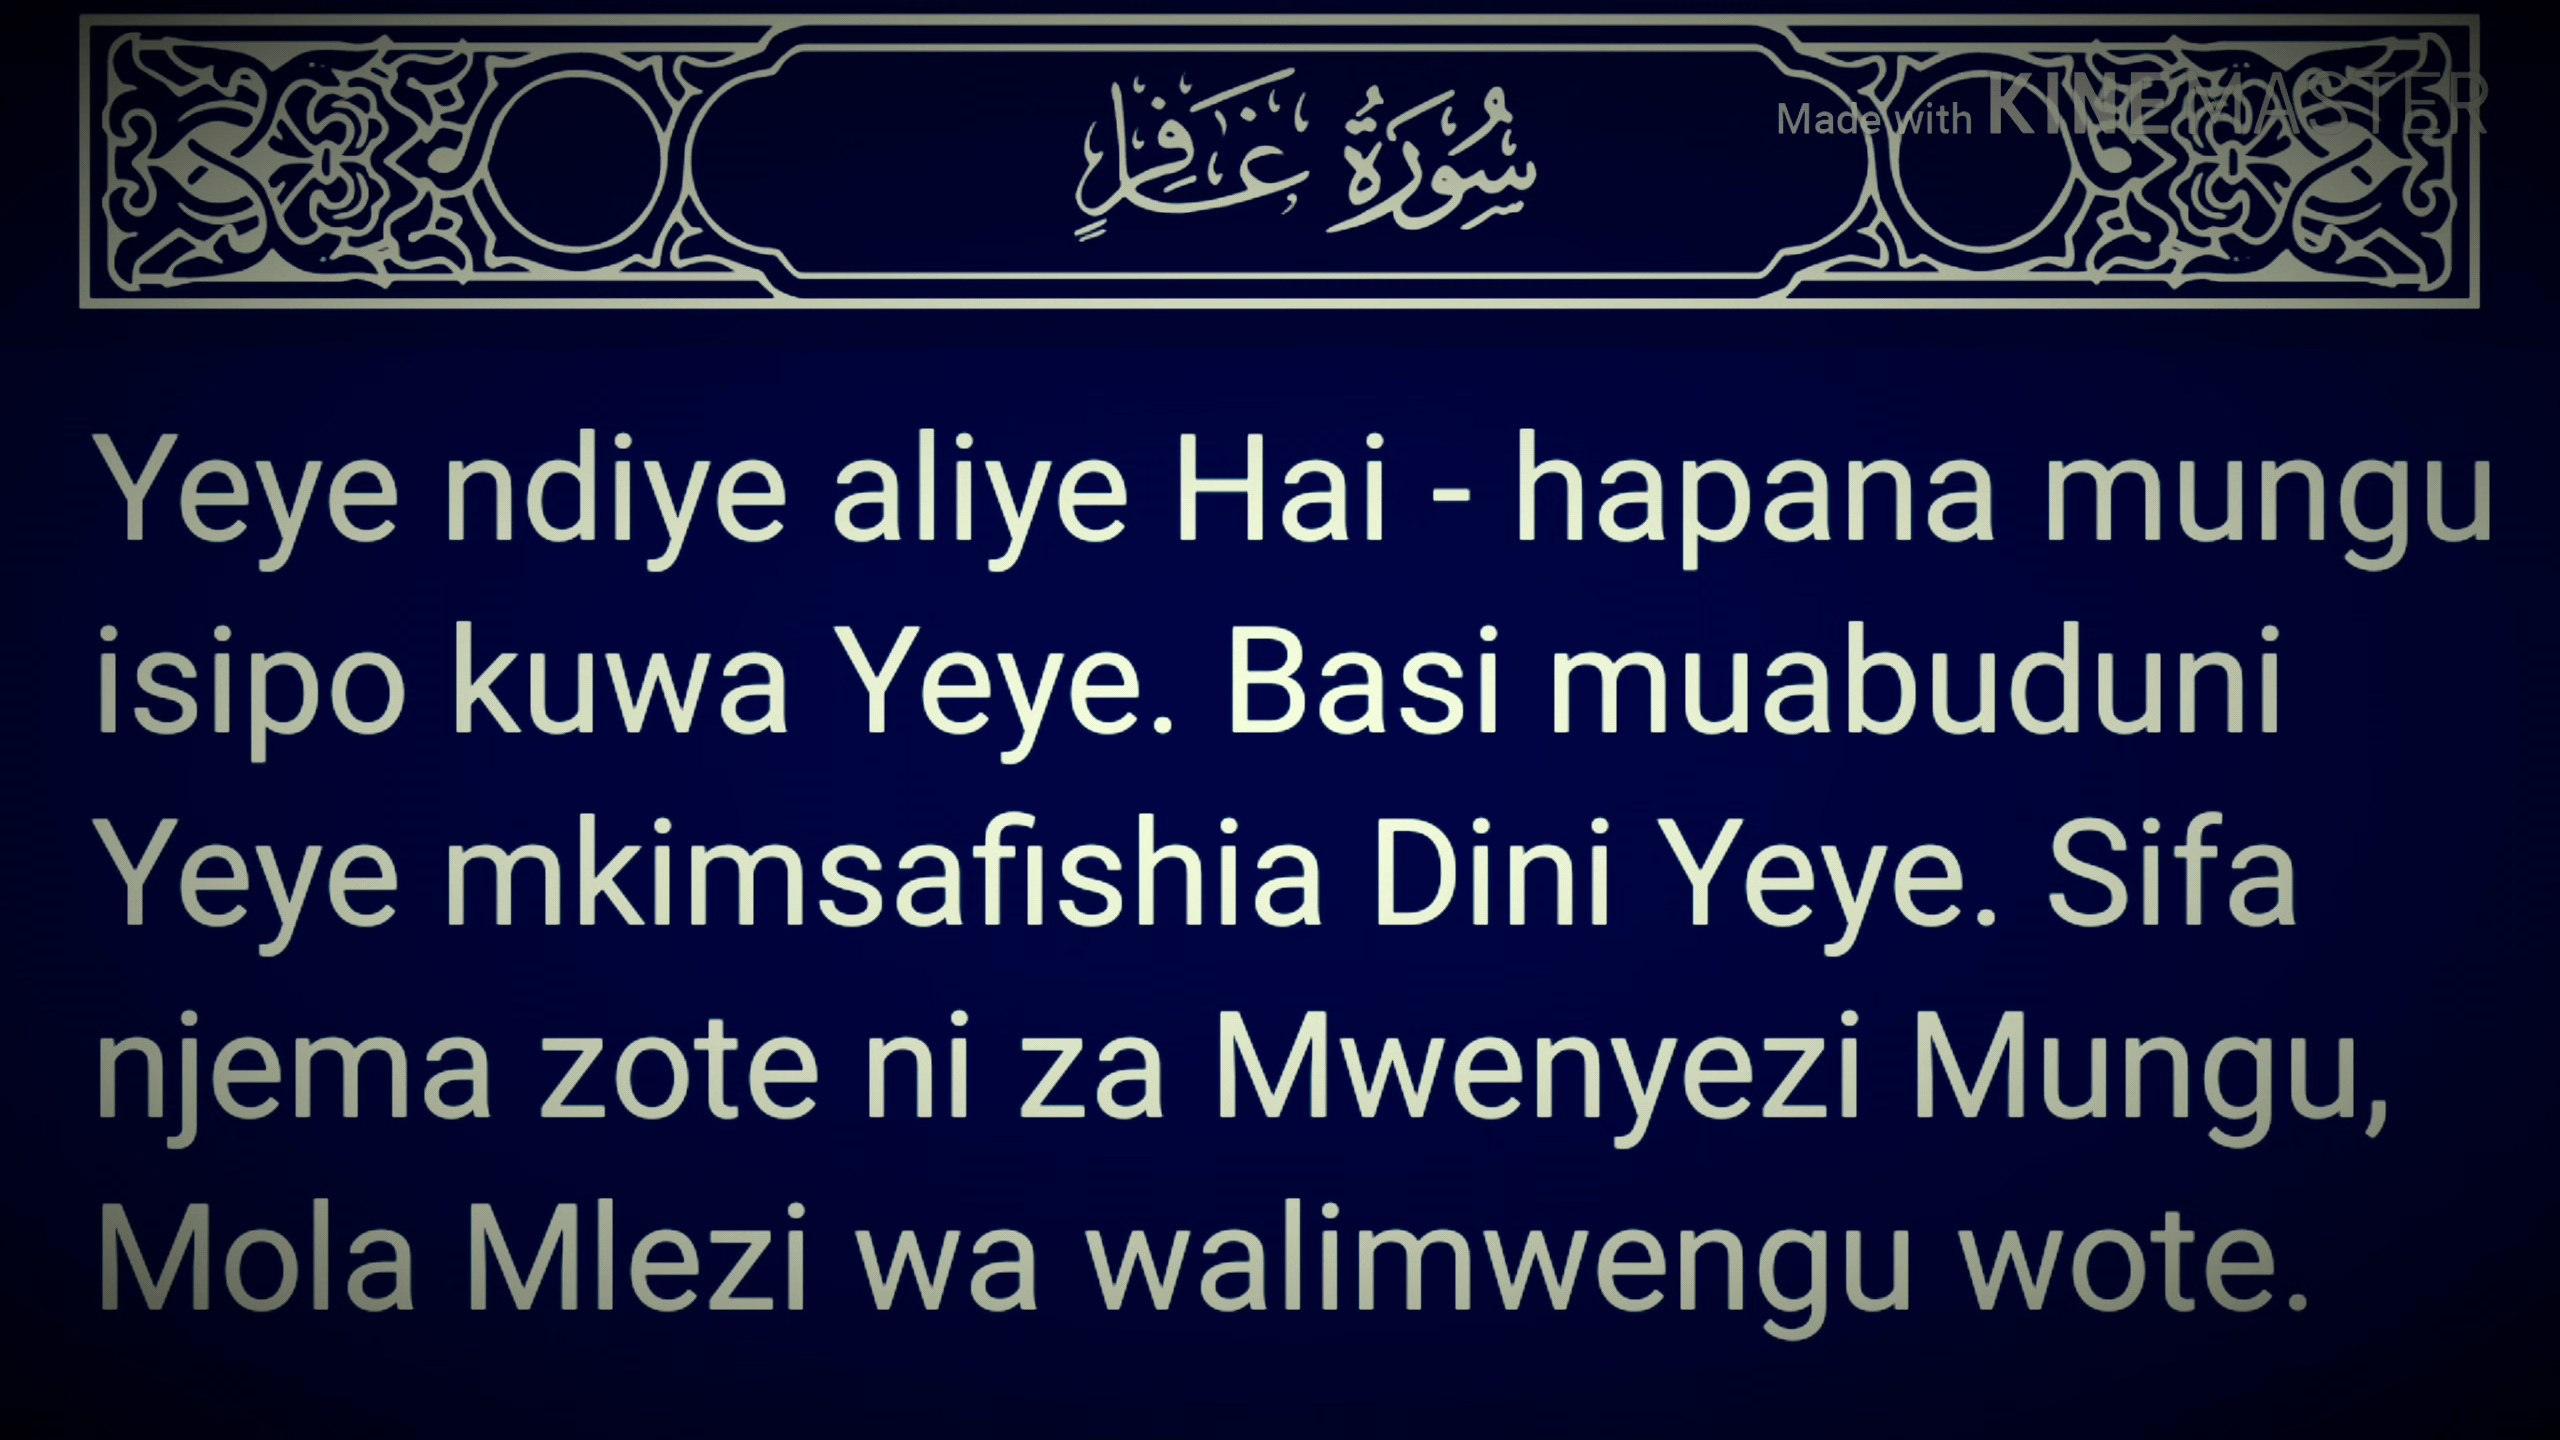 سُورَةُ غَافِرٍ
Made with KINEMASTER
Yeye ndiye aliye Hai - hapana mungu
isipo kuwa Yeye. Basi muabuduni
Yeye mkimsafishia Dini Yeye. Sifa
njema zote ni za Mwenyezi Mungu,
Mola Mlezi wa walimwengu wote.